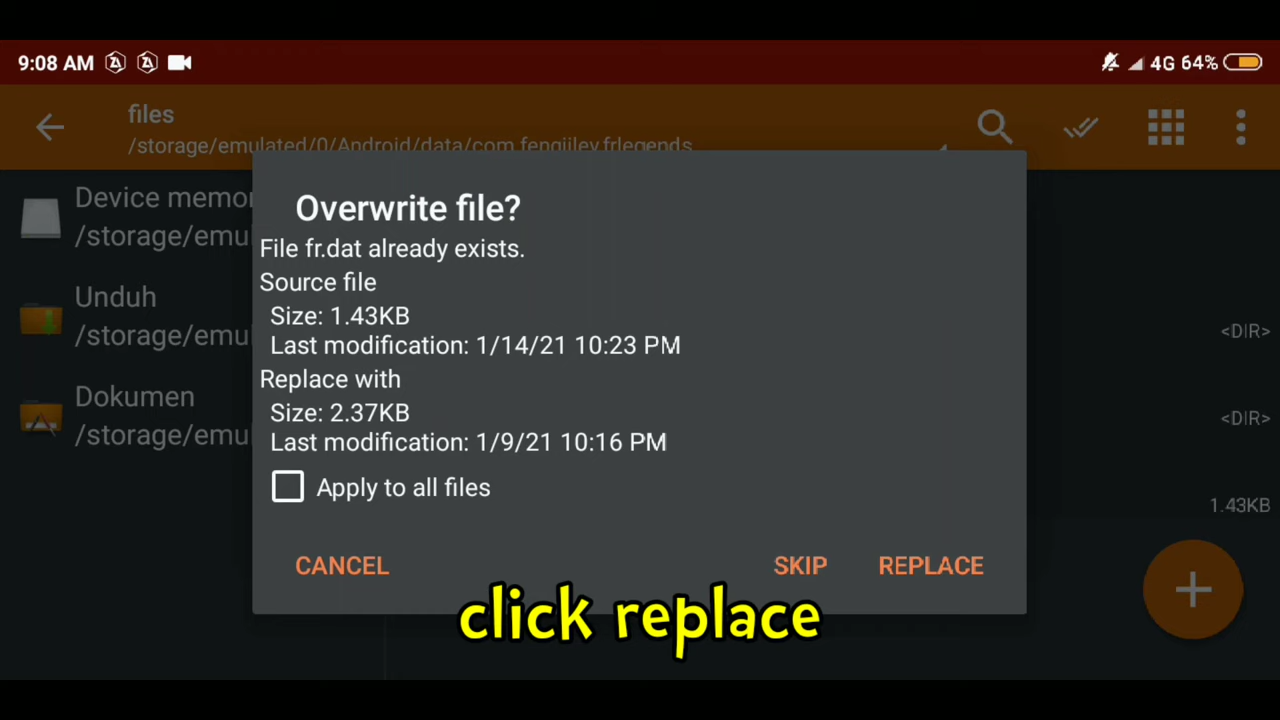 9:08 AM
4G 64%
files
/storage/emulated/0/Android/data/com.fengiiley.frlegends
Device memor
/storage/emu
Unduh
/storage/emu
Dokumen
/storage/emu
<DIR>
<DIR>
1.43KB
Overwrite file?
File fr.dat already exists.
Source file
Size: 1.43KB
Last modification: 1/14/21 10:23 PM
Replace with
Size: 2.37KB
Last modification: 1/9/21 10:16 PM
Apply to all files
CANCEL
SKIP
REPLACE
click replace